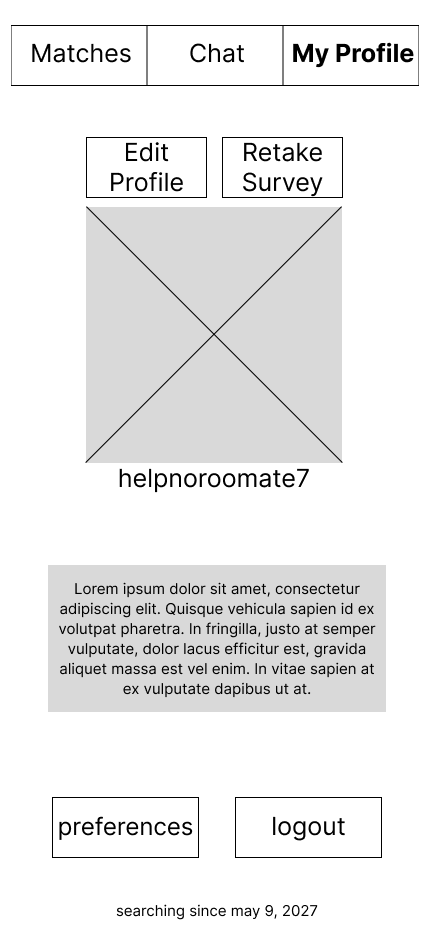 Matches Chat My Profile
Edit Profile
Retake Survey
helpnoroomate7
Lorem ipsum dolor sit amet, consectetur
adipiscing elit. Quisque vehicula sapien id ex
volutpat pharetra. In fringilla, justo at semper
vulputate, dolor lacus efficitur est, gravida
aliquet massa est vel enim. In vitae sapien at
ex vulputate dapibus ut at.
preferences logout
searching since may 9, 2027